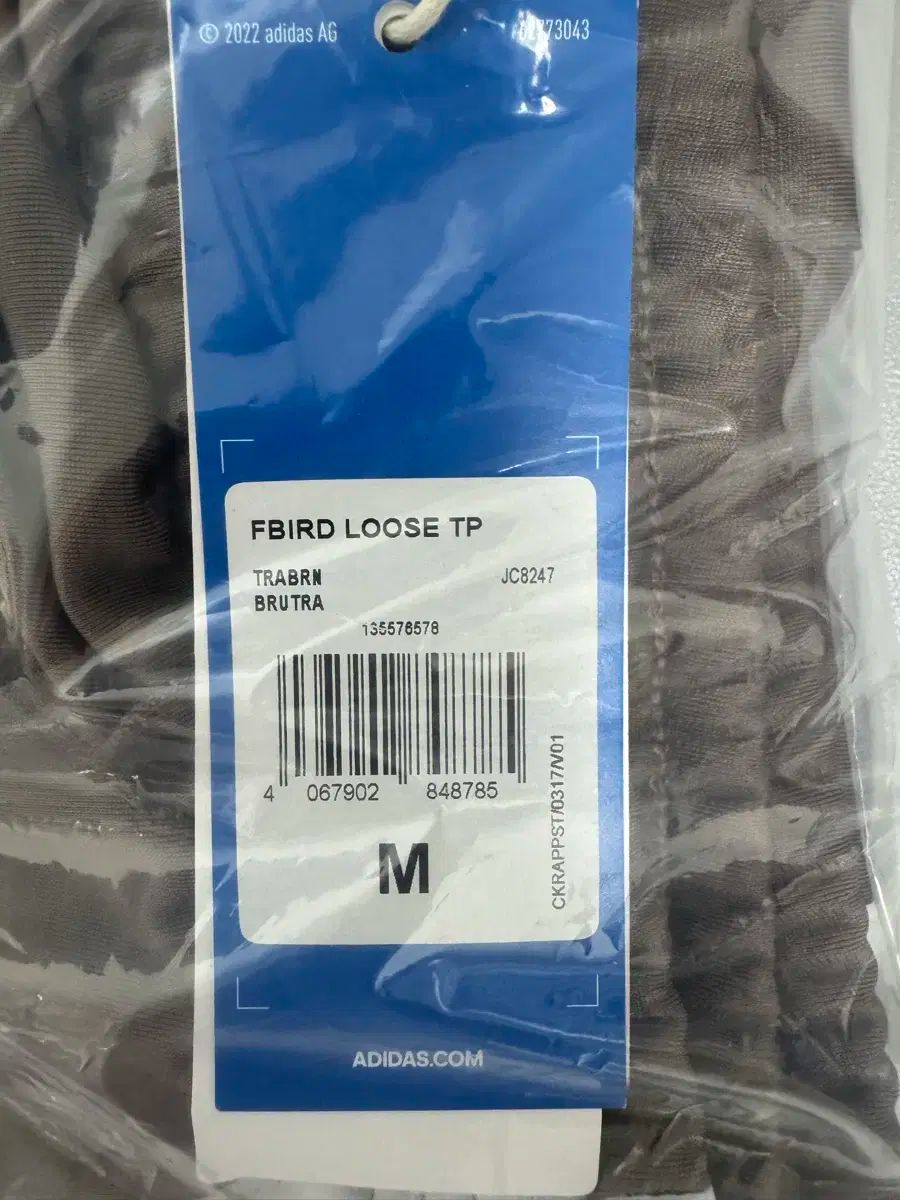 © 2022 adidas AG
FBIRD LOOSE TP
TRABRN JC8247
BRUTRA
135576578
4 067902 848785
CKRAPPST/0317/V01
M
ADIDAS.COM